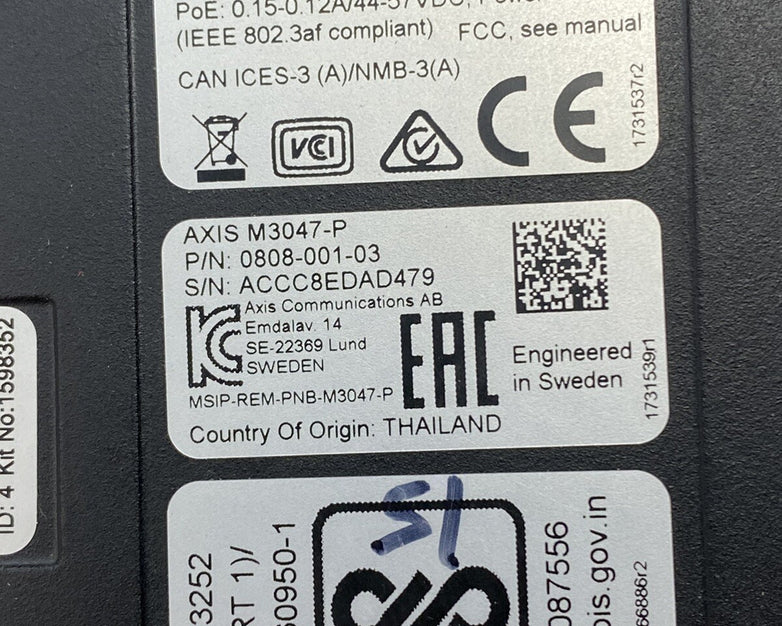 PoE: 0.15-0.12A/44-57VDC, Power
(IEEE 802.3af compliant) FCC, see manual
CAN ICES-3 (A)/NMB-3(A)
VCCI
CE
1731537r2
AXIS M3047-P
P/N: 0808-001-03
S/N: ACCC8EDAD479
Axis Communications AB
Emdalav. 14
SE-22369 Lund
SWEDEN
EAC
Engineered
in Sweden
MSIP-REM-PNB-M3047-P
Country Of Origin: THAILAND
1731539r1
ID: 4 Kit No:1598352
3252
RT 1)/
60950-1
087556
bis.gov.in
66886r2